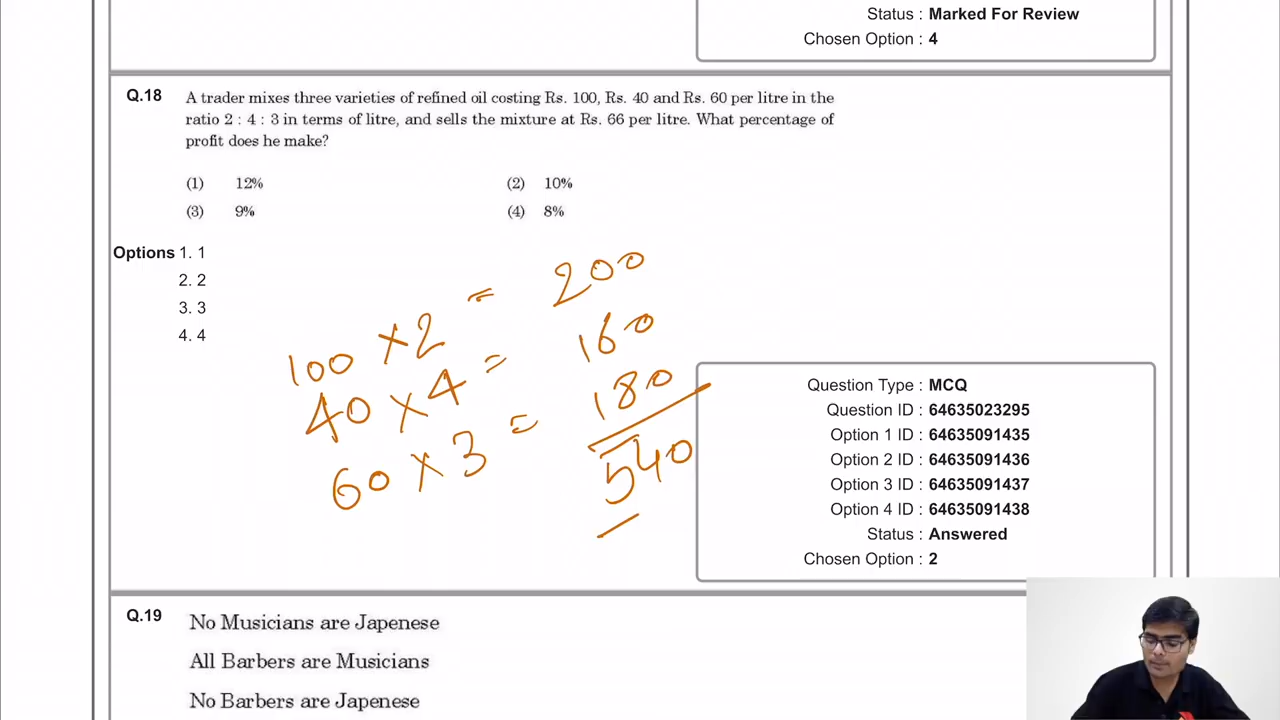 Status : Marked For Review
Chosen Option : 4
Q.18 A trader mixes three varieties of refined oil costing Rs. 100, Rs. 40 and Rs. 60 per litre in the
ratio 2 : 4 : 3 in terms of litre, and sells the mixture at Rs. 66 per litre. What percentage of
profit does he make?
(1) 12% (2) 10%
(3) 9% (4) 8%
Options 1. 1
2. 2
3. 3
4. 4
100 × 2 = 200
40 × 4 = 160
60 × 3 = 180
540
Question Type : MCQ
Question ID : 64635023295
Option 1 ID : 64635091435
Option 2 ID : 64635091436
Option 3 ID : 64635091437
Option 4 ID : 64635091438
Status : Answered
Chosen Option : 2
Q.19 No Musicians are Japenese
All Barbers are Musicians
No Barbers are Japenese